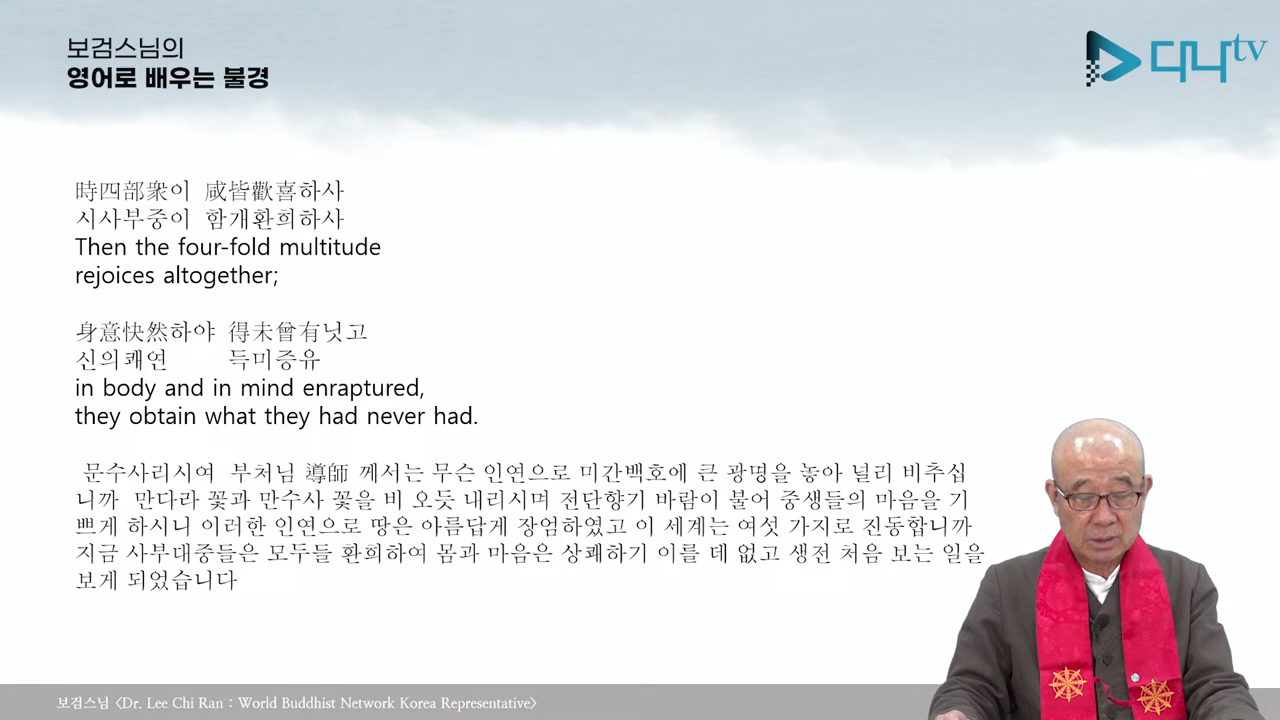 보검스님의
영어로 배우는 불경
다나tv
時四部衆이 咸皆歡喜하사
시사부중이 함개환희하사
Then the four-fold multitude
rejoices altogether;
身意快然하야 得未曾有닛고
신의쾌연 득미증유
in body and in mind enraptured,
they obtain what they had never had.
문수사리시여 부처님 導師 께서는 무슨 인연으로 미간백호에 큰 광명을 놓아 널리 비추십
니까 만다라 꽃과 만수사 꽃을 비 오듯 내리시며 전단향기 바람이 불어 중생들의 마음을 기
쁘게 하시니 이러한 인연으로 땅은 아름답게 장엄하였고 이 세계는 여섯 가지로 진동합니까
지금 사부대중들은 모두들 환희하여 몸과 마음은 상쾌하기 이를 데 없고 생전 처음 보는 일을
보게 되었습니다
보검스님 <Dr. Lee Chi Ran : World Buddhist Network Korea Representative>